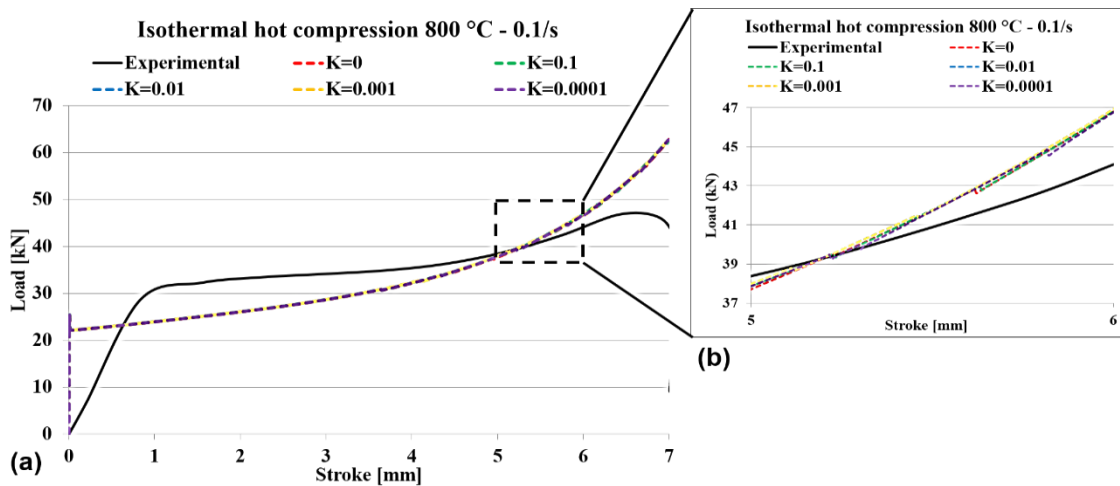 Isothermal hot compression 800 °C - 0.1/s
Experimental K=0 K=0.1
K=0.01 K=0.001 K=0.0001
70
60
50
40
30
20
10
0
Load [kN]
0 1 2 3 4 5 6 7
Stroke [mm]
(a)
Isothermal hot compression 800 °C - 0.1/s
Experimental K=0
K=0.1 K=0.01
K=0.001 K=0.0001
47
45
43
41
39
37
Load (kN)
5 6
Stroke [mm]
(b)